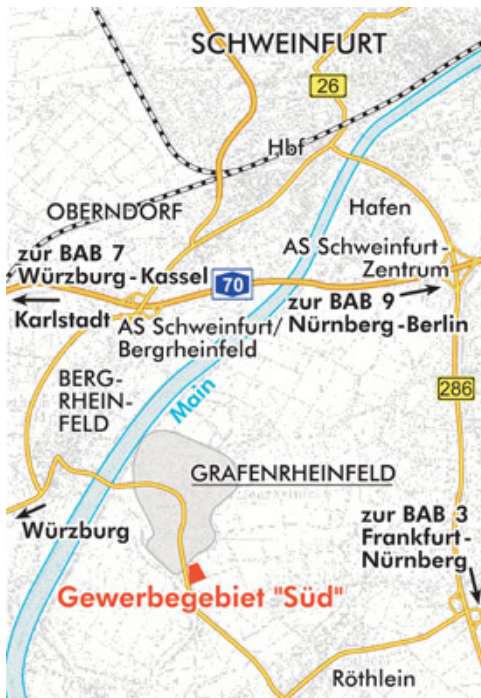 SCHWEINFURT
26
Hbf
OBERNDORF
Hafen
zur BAB 7
Würzburg-Kassel
AS Schweinfurt-
Zentrum
70
zur BAB 9
Nürnberg-Berlin
Karlstadt
AS Schweinfurt/
Bergrheinfeld
BERG-
RHEIN-
FELD
Main
286
GRAFENRHEINFELD
Würzburg
zur BAB 3
Frankfurt-
Nürnberg
Gewerbegebiet "Süd"
Röthlein